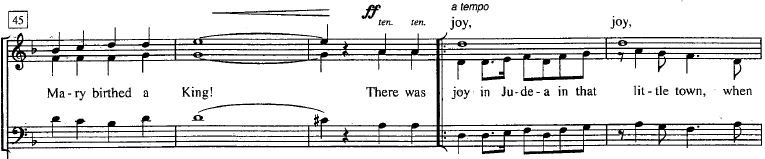 45
ff
ten. ten.
a tempo
joy, joy,
Ma-ry birthed a King! There was joy in Ju-de-a in that lit-tle town, when